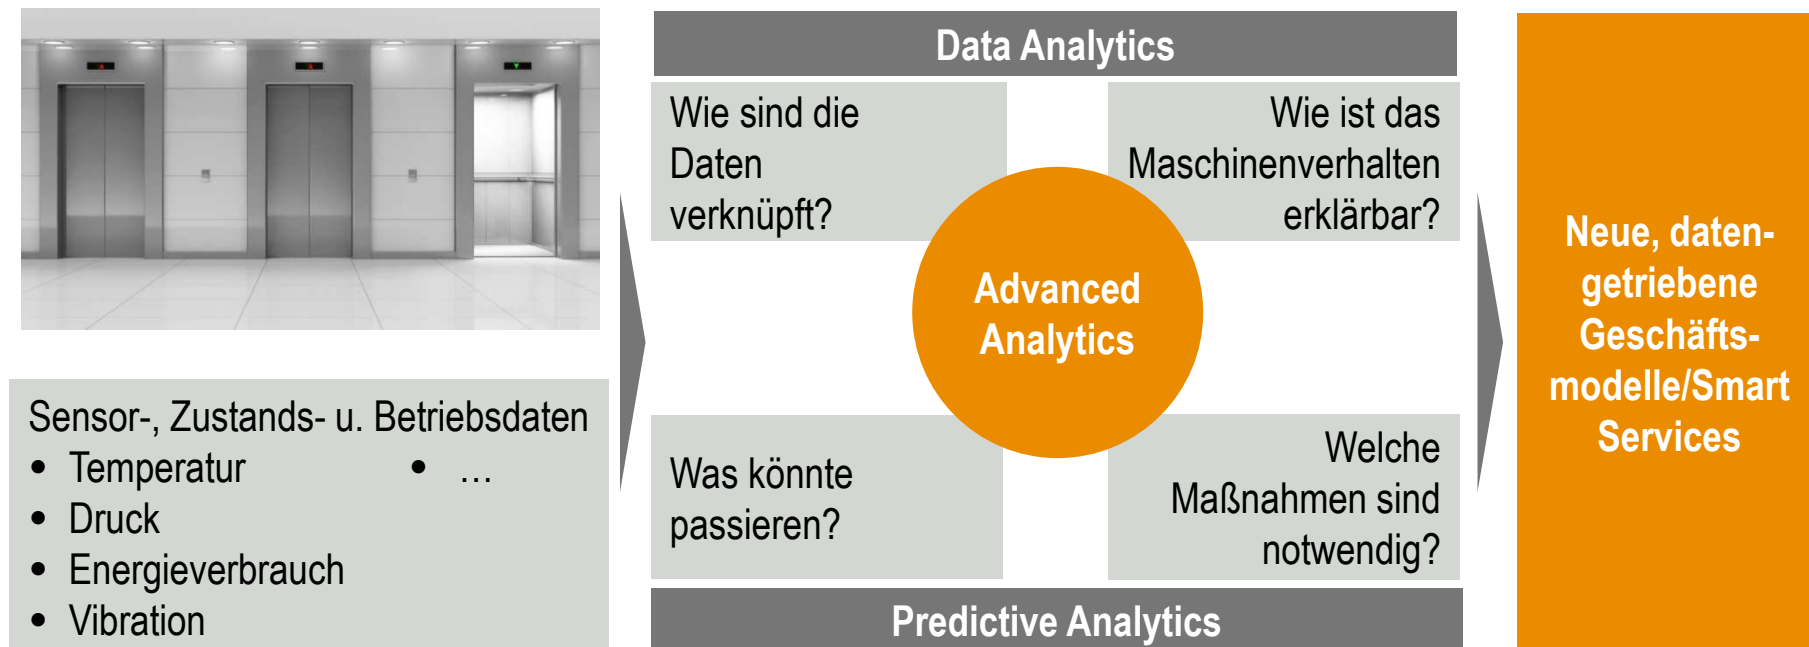 Sensor-, Zustands- u. Betriebsdaten
• Temperatur
• …
• Druck
• Energieverbrauch
• Vibration
Data Analytics
Wie sind die
Daten
verknüpft?
Wie ist das
Maschinenverhalten
erklärbar?
Advanced
Analytics
Was könnte
passieren?
Welche
Maßnahmen sind
notwendig?
Predictive Analytics
Neue, daten-
getriebene
Geschäfts-
modelle/Smart
Services